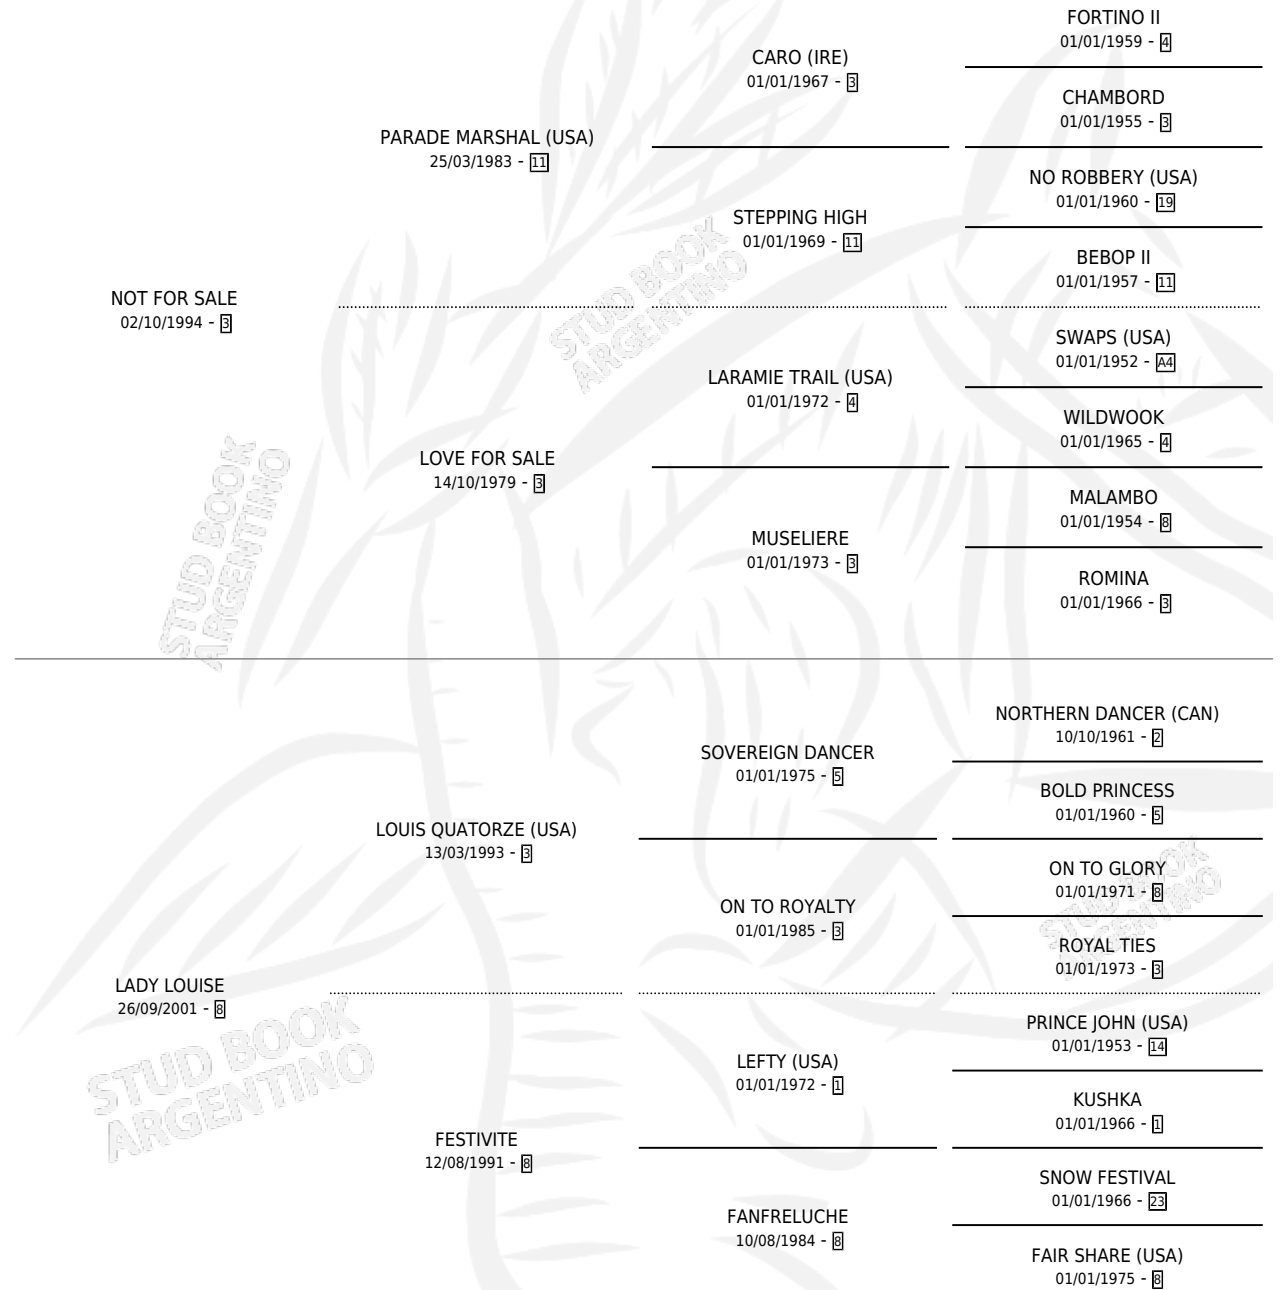 FORTINO II
01/01/1959 - 4
CARO (IRE)
01/01/1967 - 3
CHAMBORD
01/01/1955 - 3
PARADE MARSHAL (USA)
25/03/1983 - 11
NO ROBBERY (USA)
01/01/1960 - 19
STEPPING HIGH
01/01/1969 - 11
BEBOP II
01/01/1957 - 11
NOT FOR SALE
02/10/1994 - 3
STUD BOOK
ARGENTINO
SWAPS (USA)
01/01/1952 - A4
LARAMIE TRAIL (USA)
01/01/1972 - 4
WILDWOOK
01/01/1965 - 4
LOVE FOR SALE
14/10/1979 - 3
MALAMBO
01/01/1954 - 8
MUSELIERE
01/01/1973 - 3
ROMINA
01/01/1966 - 3
STUD BOOK
ARGENTINO
NORTHERN DANCER (CAN)
10/10/1961 - 2
SOVEREIGN DANCER
01/01/1975 - 5
BOLD PRINCESS
01/01/1960 - 5
LOUIS QUATORZE (USA)
13/03/1993 - 3
ON TO GLORY
01/01/1971 - 8
ON TO ROYALTY
01/01/1985 - 3
ROYAL TIES
01/01/1973 - 3
STUD BOOK
ARGENTINO
LADY LOUISE
26/09/2001 - 8
PRINCE JOHN (USA)
01/01/1953 - 14
LEFTY (USA)
01/01/1972 - 1
KUSHKA
01/01/1966 - 1
STUD BOOK
ARGENTINO
FESTIVITE
12/08/1991 - 8
SNOW FESTIVAL
01/01/1966 - 23
FANFRELUCHE
10/08/1984 - 8
FAIR SHARE (USA)
01/01/1975 - 8